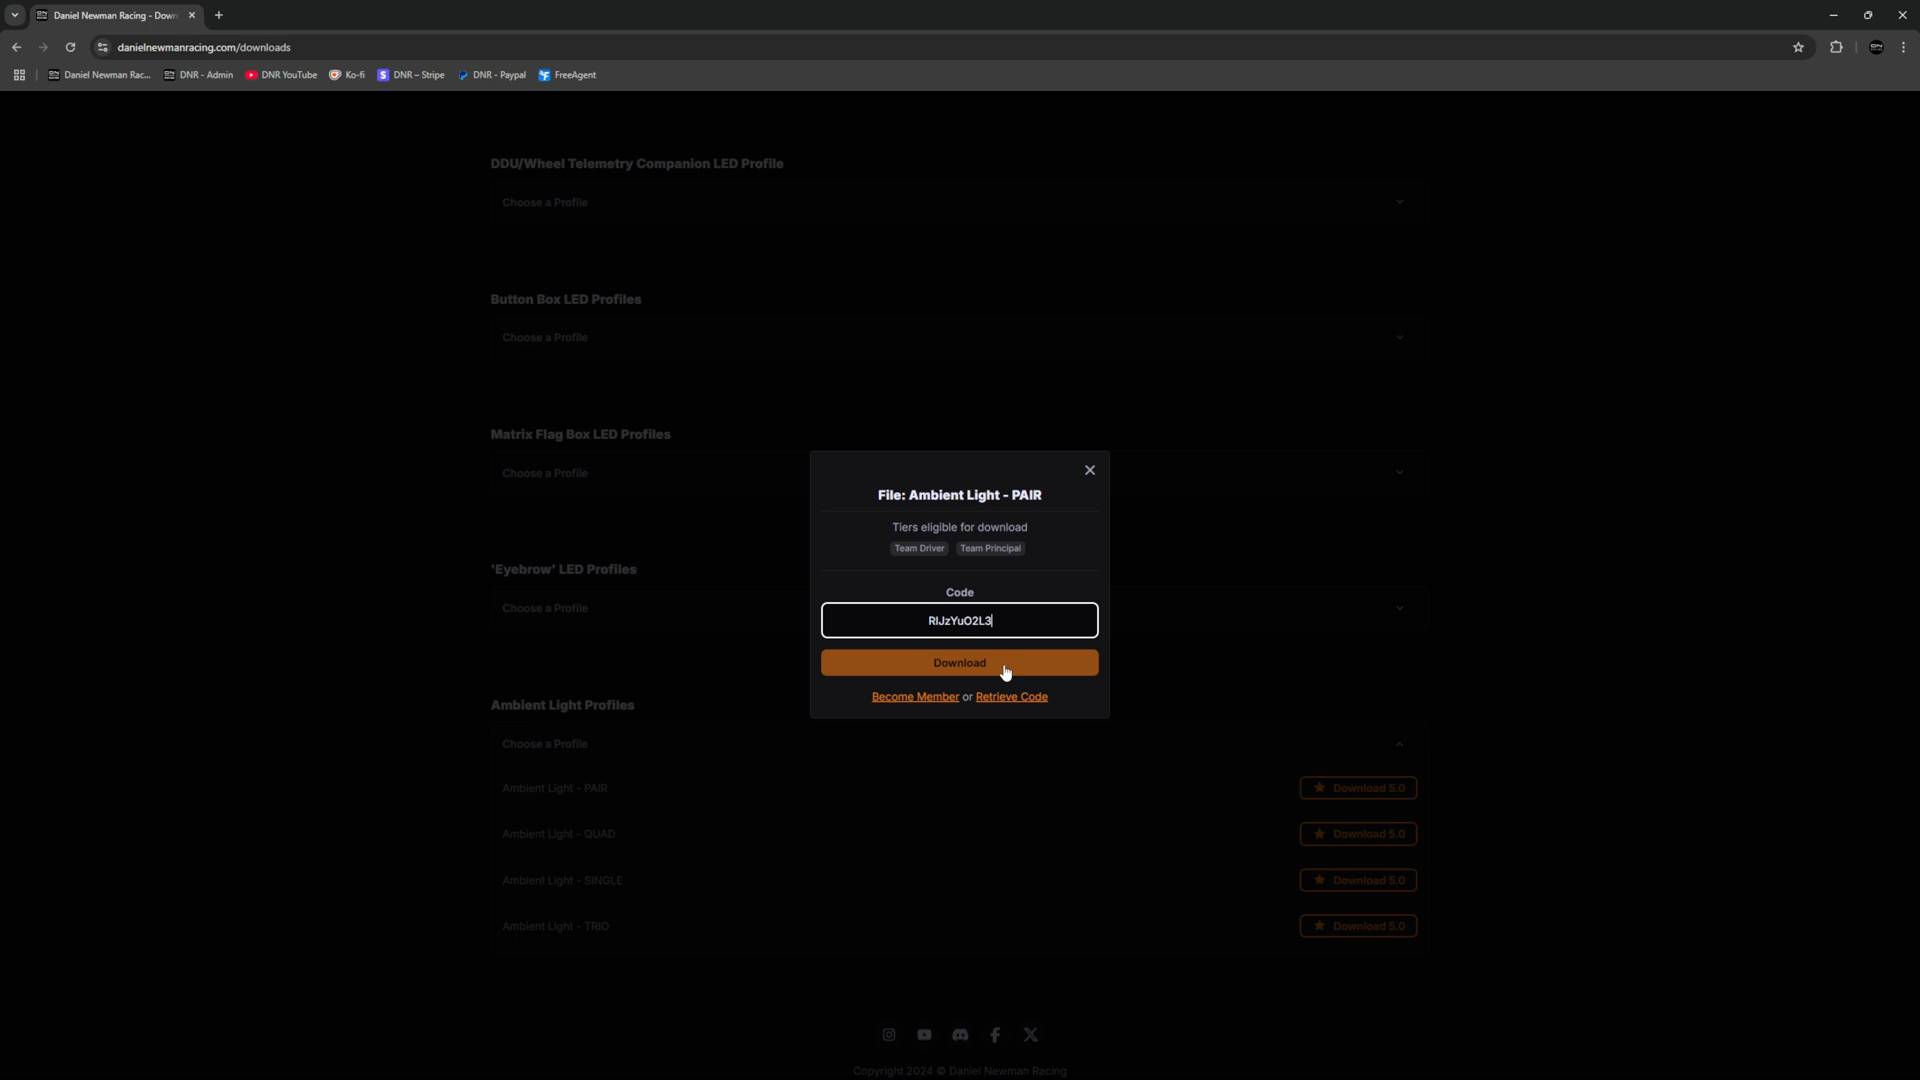 Daniel Newman Racing - Down
danielnewmanracing.com/downloads
Daniel Newman Rac...
DNR - Admin
DNR YouTube
Ko-fi
DNR – Stripe
DNR - Paypal
FreeAgent
DDU/Wheel Telemetry Companion LED Profile
Choose a Profile
Button Box LED Profiles
Choose a Profile
Matrix Flag Box LED Profiles
Choose a Profile
File: Ambient Light - PAIR
Tiers eligible for download
Team Driver Team Principal
Code
RIJzYuO2L3
Download
Become Member or Retrieve Code
'Eyebrow' LED Profiles
Choose a Profile
Ambient Light Profiles
Choose a Profile
Ambient Light - PAIR
Download 5.0
Ambient Light - QUAD
Download 5.0
Ambient Light - SINGLE
Download 5.0
Ambient Light - TRIO
Download 5.0
Copyright 2024 © Daniel Newman Racing